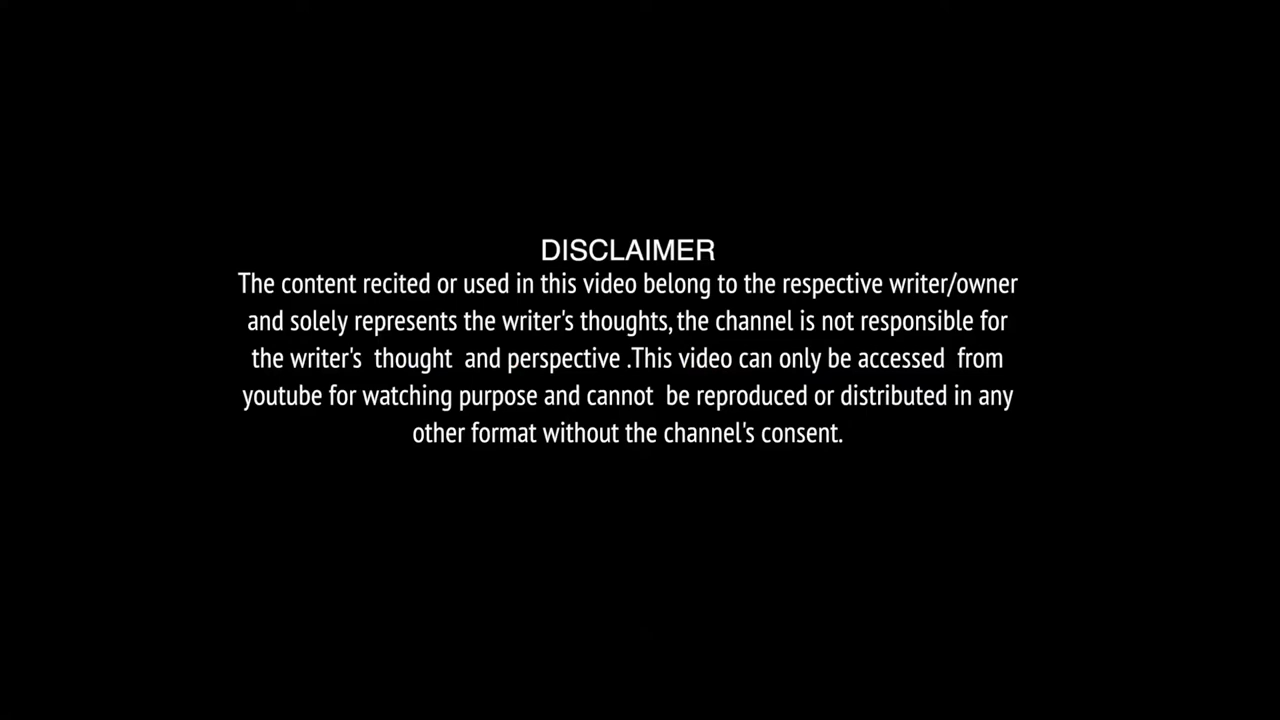 DISCLAIMER
The content recited or used in this video belong to the respective writer/owner
and solely represents the writer's thoughts, the channel is not responsible for
the writer's  thought  and perspective .This video can only be accessed  from
youtube for watching purpose and cannot  be reproduced or distributed in any
other format without the channel's consent.